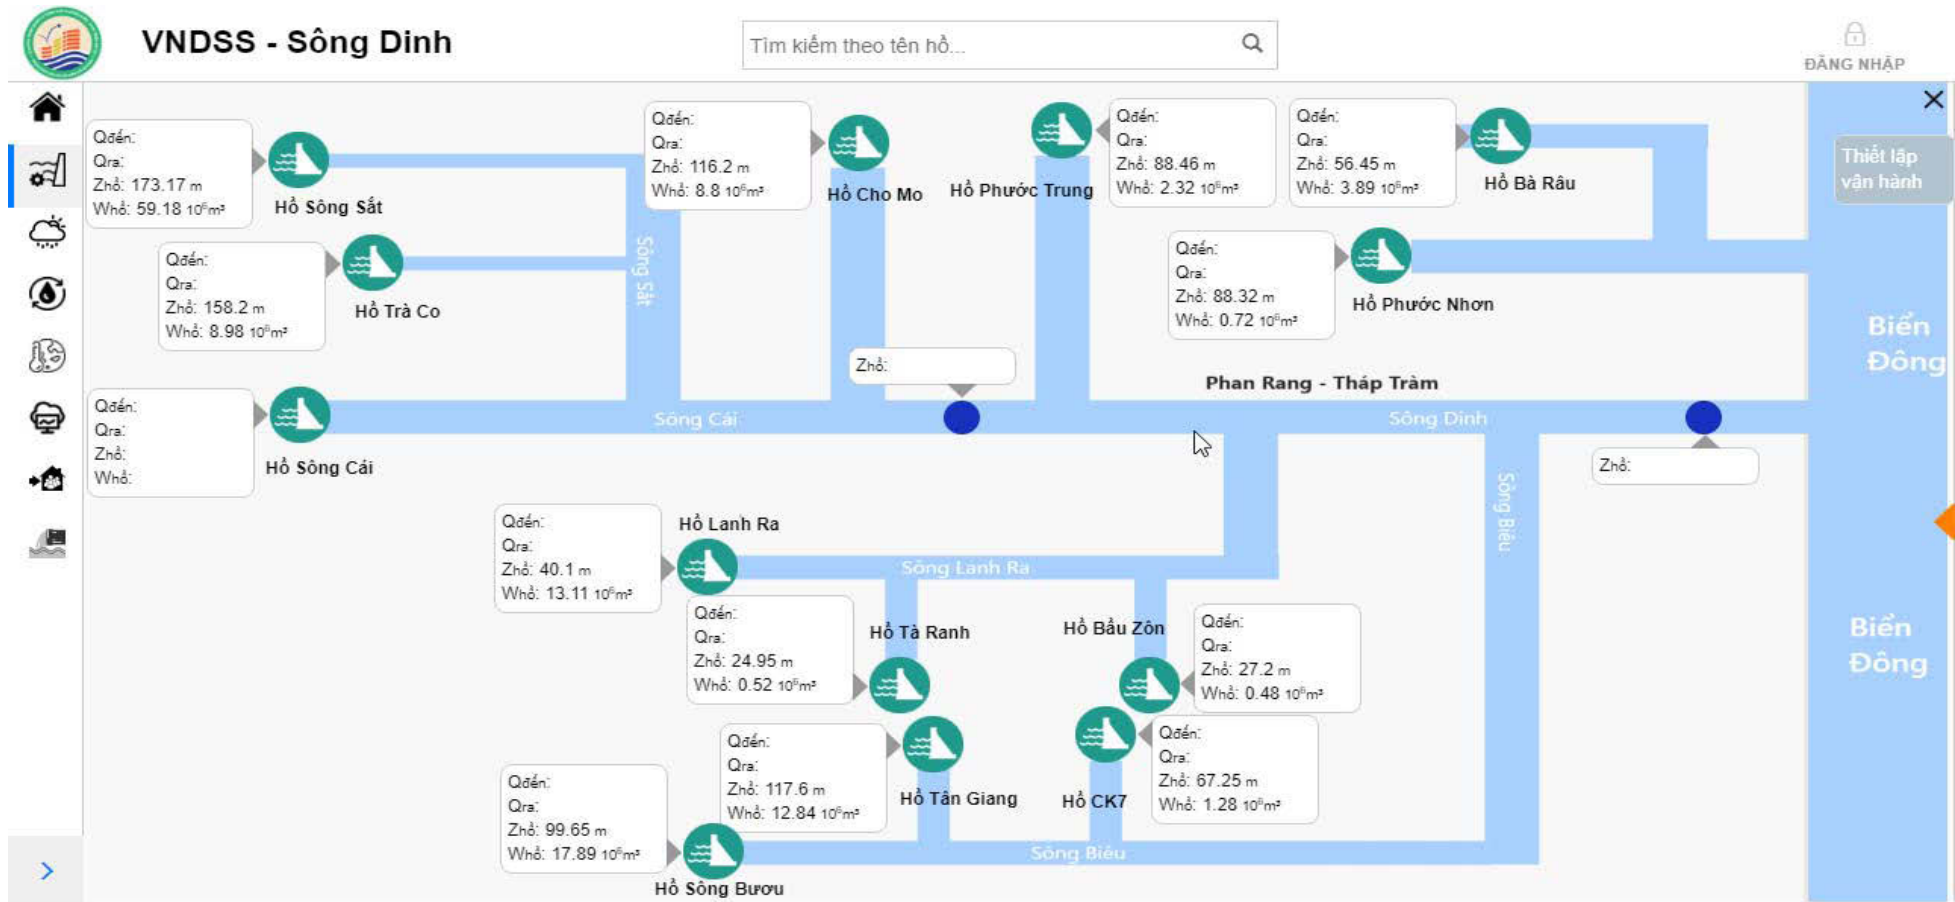 VNDSS - Sông Dinh
Tìm kiếm theo tên hồ...
ĐĂNG NHẬP
Thiết lập
vận hành
Qđến:
Qra:
Zhồ: 173.17 m
Whồ: 59.18 10⁶m³
Hồ Sông Sắt
Qđến:
Qra:
Zhồ: 116.2 m
Whồ: 8.8 10⁶m³
Hồ Cho Mo
Hồ Phước Trung
Qđến:
Qra:
Zhồ: 88.46 m
Whồ: 2.32 10⁶m³
Qđến:
Qra:
Zhồ: 56.45 m
Whồ: 3.89 10⁶m³
Hồ Bà Râu
Qđến:
Qra:
Zhồ: 158.2 m
Whồ: 8.98 10⁶m³
Hồ Trà Co
Sông Sắt
Qđến:
Qra:
Zhồ: 88.32 m
Whồ: 0.72 10⁶m³
Hồ Phước Nhơn
Biển
Đông
Zhồ:
Phan Rang - Tháp Tràm
Qđến:
Qra:
Zhồ:
Whồ:
Hồ Sông Cái
Sông Cái
Sông Dinh
Zhồ:
Sông Biêu
Qđến:
Qra:
Zhồ: 40.1 m
Whồ: 13.11 10⁶m³
Hồ Lanh Ra
Sông Lanh Ra
Qđến:
Qra:
Zhồ: 24.95 m
Whồ: 0.52 10⁶m³
Hồ Tà Ranh
Hồ Bầu Zôn
Qđến:
Qra:
Zhồ: 27.2 m
Whồ: 0.48 10⁶m³
Biển
Đông
Qđến:
Qra:
Zhồ: 117.6 m
Whồ: 12.84 10⁶m³
Hồ Tân Giang
Hồ CK7
Qđến:
Qra:
Zhồ: 67.25 m
Whồ: 1.28 10⁶m³
Qđến:
Qra:
Zhồ: 99.65 m
Whồ: 17.89 10⁶m³
Hồ Sông Bươu
Sông Biêu